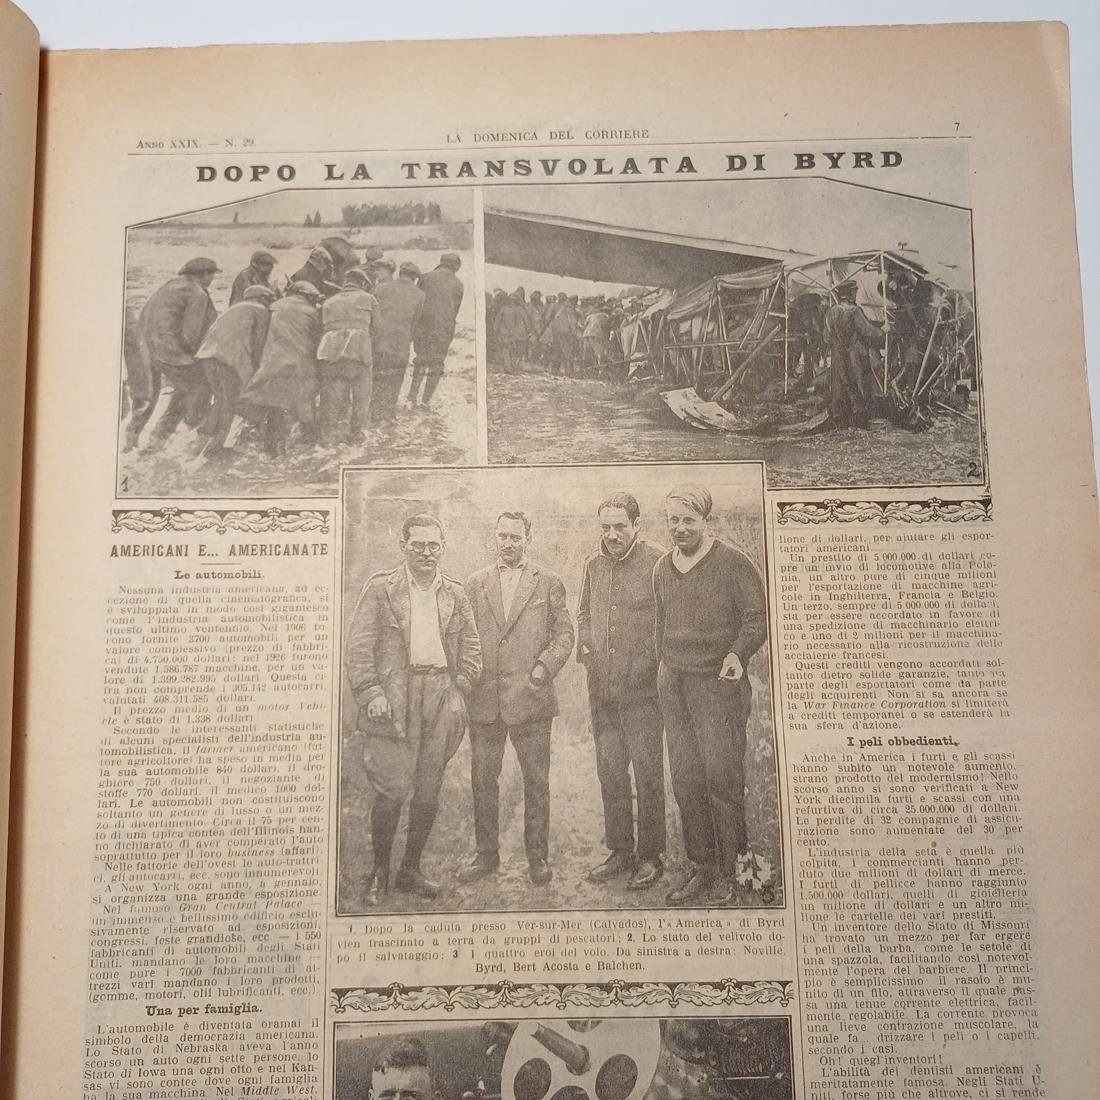 ANNO XXIX. — N. 29.
LA DOMENICA DEL CORRIERE
7
DOPO LA TRANSVOLATA DI BYRD
1
2
3
1. Dopo la caduta presso Ver-sur-Mer (Calvados), l'« America » di Byrd
vien trascinato a terra da gruppi di pescatori; 2. Lo stato del velivolo do-
po il salvataggio; 3 I quattro eroi del volo. Da sinistra a destra: Noville,
Byrd, Bert Acosta e Balchen.
AMERICANI E... AMERICANATE
Le automobili.
Nessuna industria americana, ad ec-
cezione di quella cinematografica, si
è sviluppata in modo così gigantesco
come l'industria automobilistica in
questo ultimo ventennio. Nel 1906 fu-
rono fornite 3700 automobili per un
valore complessivo (prezzo di fabbri-
ca) di 4.750.000 dollari: nel 1926 furono
vendute 1.586.787 macchine, per un va-
lore di 1.399.282.995 dollari. Questa ci-
fra non comprende i 305.142 autocarri,
valutati 408.311.585 dollari.
Il prezzo medio di un motor Vehi-
cle è stato di 1.338 dollari
Secondo le interessanti statistiche
di alcuni specialisti dell'industria au-
tomobilistica, il farmer americano (fat-
tore agricoltore) ha speso in media per
la sua automobile 840 dollari, il dro-
ghiere 750 dollari, il negoziante di
stoffe 770 dollari, il medico 1000 dol-
lari. Le automobili non costituiscono
soltanto un genere di lusso o un mez-
zo di divertimento. Circa il 75 per cen-
to di una tipica contea dell'Illinois han-
no dichiarato di aver comperato l'auto
soprattutto per il loro business (affari).
Nelle fattorie dell'ovest le auto-trattri-
ci, gli autocarri, ecc. sono innumerevoli.
A New York ogni anno, a gennaio,
si organizza una grande esposizione.
Nel famoso Gran Central Palace —
un immenso e bellissimo edificio esclu-
sivamente riservato ad esposizioni,
congressi, feste grandiose, ecc. — i 550
fabbricanti di automobili degli Stati
Uniti, mandano le loro macchine —
come pure i 7000 fabbricanti di at-
trezzi vari mandano i loro prodotti,
(gomme, motori, olii lubrificanti, ecc.)
Una per famiglia.
L'automobile è diventata oramai il
simbolo della democrazia americana.
Lo Stato di Nebraska aveva l'anno
scorso un auto ogni sette persone, lo
Stato di Iowa una ogni otto e nel Kan-
sas vi sono contee dove ogni famiglia
ha la sua macchina Nel Middle West,
lione di dollari, per aiutare gli espor-
tatori americani.
Un prestito di 5.000.000 di dollari co-
pre un invio di locomotive alla Polo-
nia, un altro pure di cinque milioni
per l'esportazione di macchine agri-
cole in Inghilterra, Francia e Belgio.
Un terzo, sempre di 5 000.000 di dollari,
sta per essere accordato in favore di
una spedizione di macchinario elettri-
co e uno di 2 milioni per il macchina-
rio necessario alla ricostruzione delle
acciaierie francesi.
Questi crediti vengono accordati sol-
tanto dietro solide garanzie, tanto da
parte degli esportatori come da parte
degli acquirenti Non si sa ancora se
la War Finance Corporation si limiterà
a crediti temporanei o se estenderà la
sua sfera d'azione.
I peli obbedienti.
Anche in America i furti e gli scassi
hanno subìto un notevole aumento,
strano prodotto del modernismo! Nello
scorso anno si sono verificati a New
York diecimila furti e scassi con una
refurtiva di circa 25.000.000 di dollari.
Le perdite di 32 compagnie di assicu-
razione sono aumentate del 30 per
cento.
L'industria della seta è quella più
colpita, i commercianti hanno per-
duto due milioni di dollari di merce.
I furti di pellicce hanno raggiunto
1.500.000 dollari, quelli di gioielleria
un milione di dollari e un altro mi-
lione le cartelle dei vari prestiti.
Un inventore dello Stato di Missouri
ha trovato un mezzo per far ergere
i peli della barba, come le setole di
una spazzola, facilitando così notevol-
mente l'opera del barbiere. Il princi-
pio è semplicissimo il rasoio è mu-
nito di un filo, attraverso il quale pas-
sa una tenue corrente elettrica, facil-
mente regolabile. La corrente provoca
una lieve contrazione muscolare, la
quale fa... drizzare i peli o i capelli,
secondo i casi.
Oh! quegl'inventori!
L'abilità dei dentisti americani è
meritatamente famosa. Negli Stati U-
niti, forse più che altrove, ci si rende